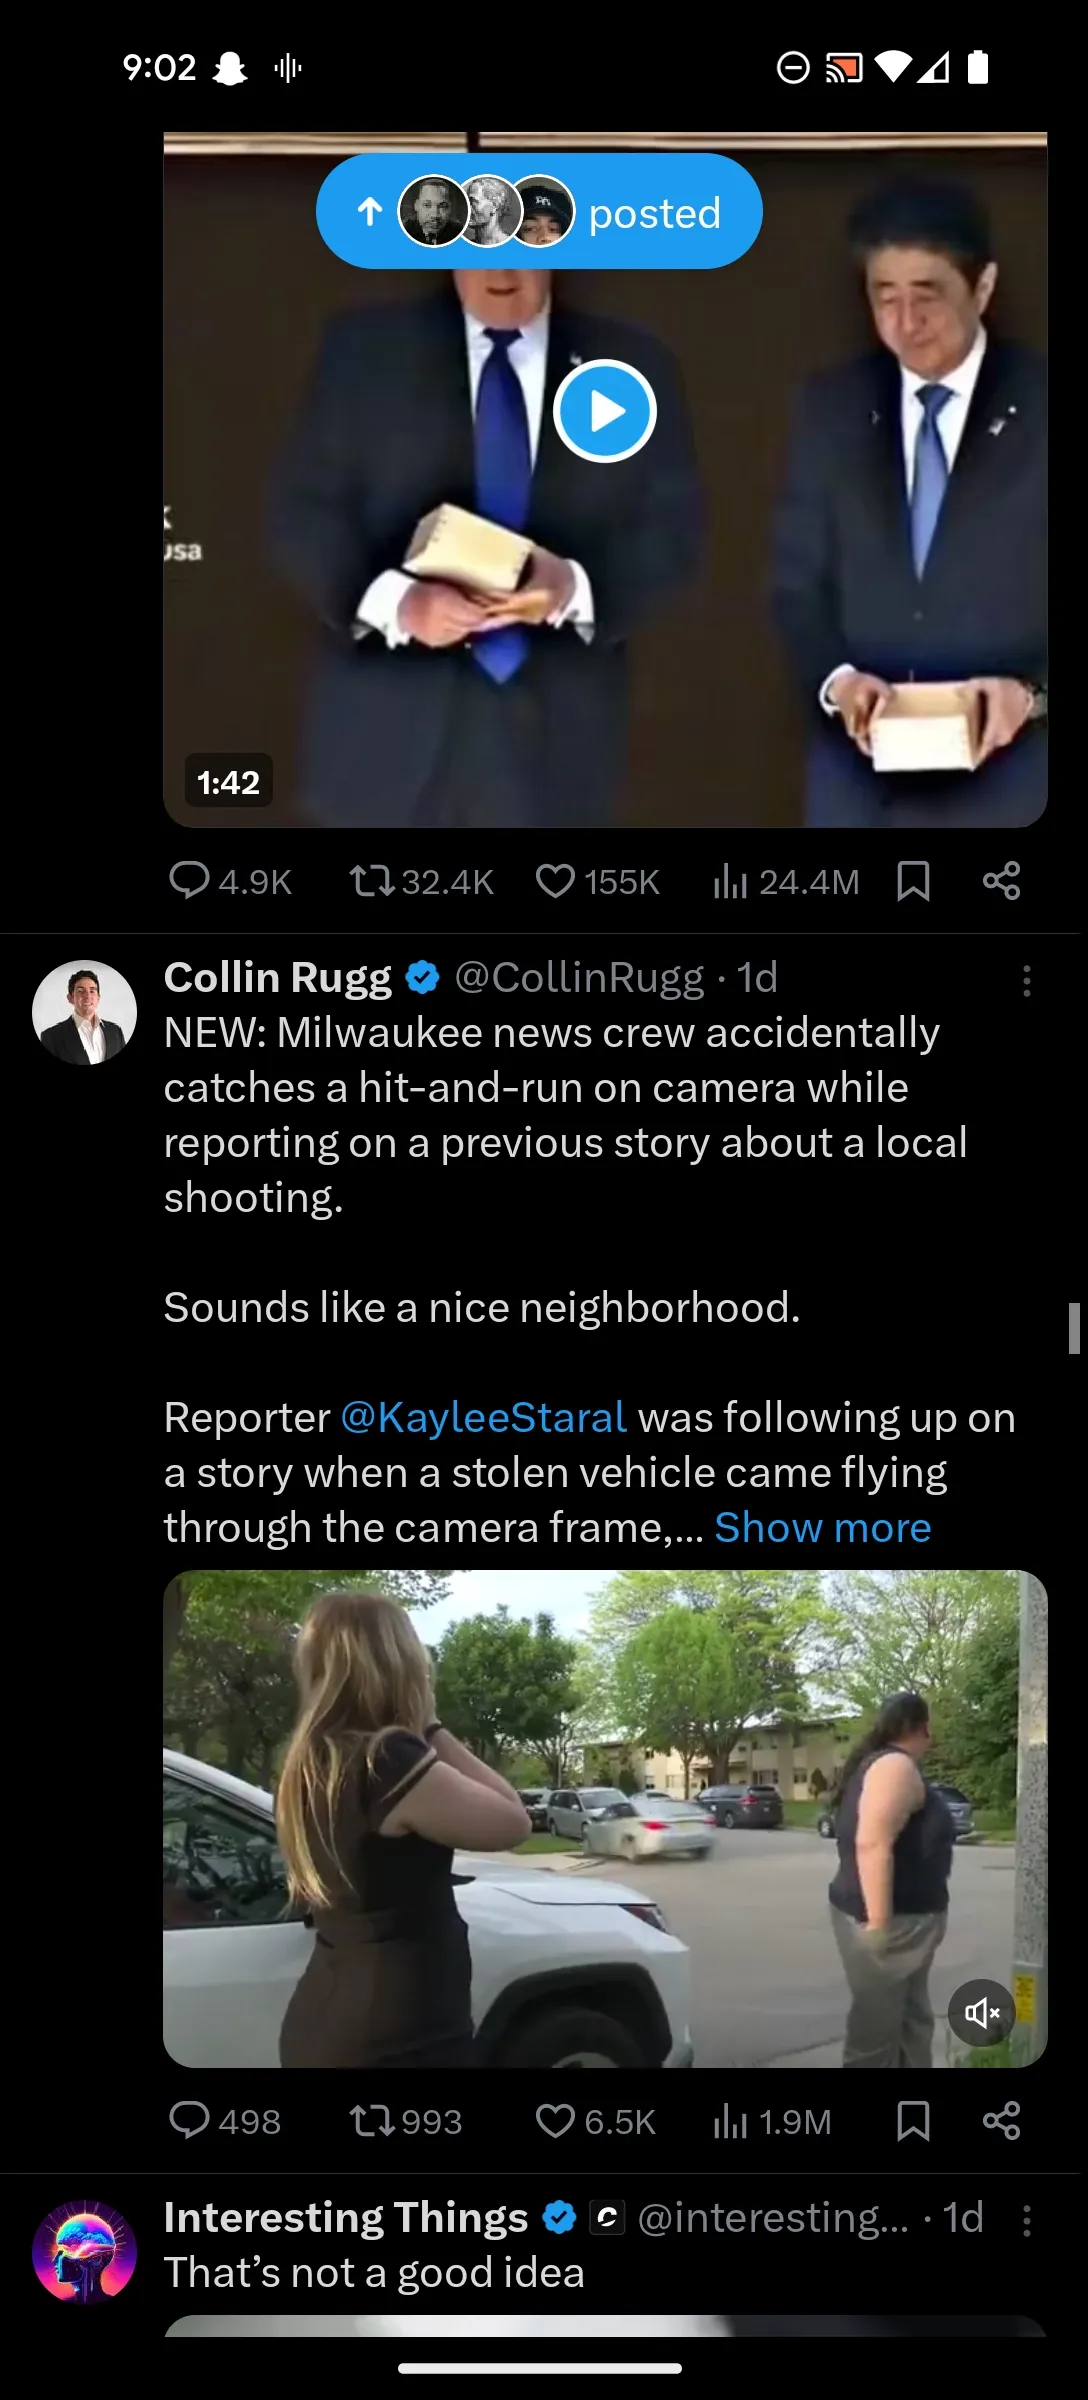 9:02
posted
usa
1:42
4.9K 32.4K 155K 24.4M
Collin Rugg @CollinRugg · 1d
NEW: Milwaukee news crew accidentally
catches a hit-and-run on camera while
reporting on a previous story about a local
shooting.
Sounds like a nice neighborhood.
Reporter @KayleeStaral was following up on
a story when a stolen vehicle came flying
through the camera frame,... Show more
498 993 6.5K 1.9M
Interesting Things @interesting... · 1d
That’s not a good idea